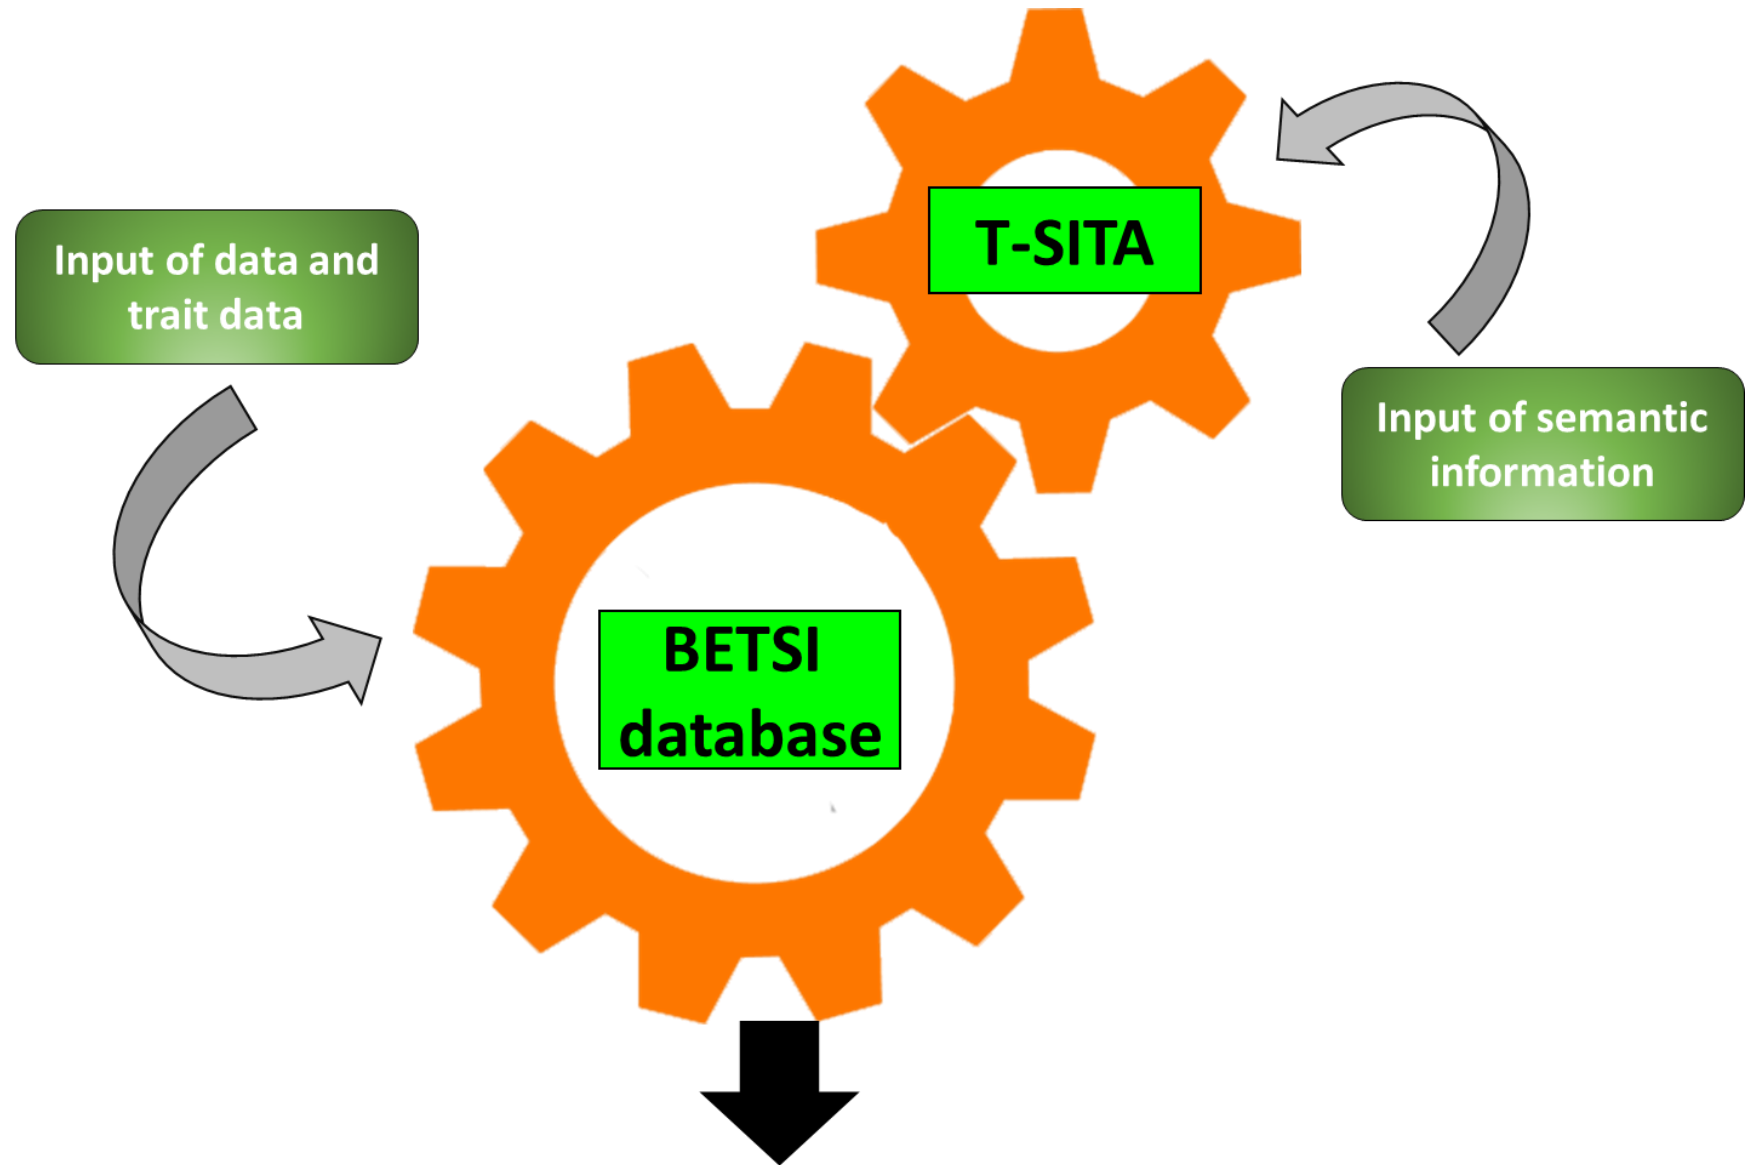 T-SITA
Input of data and
trait data
Input of semantic
information
BETSI
database